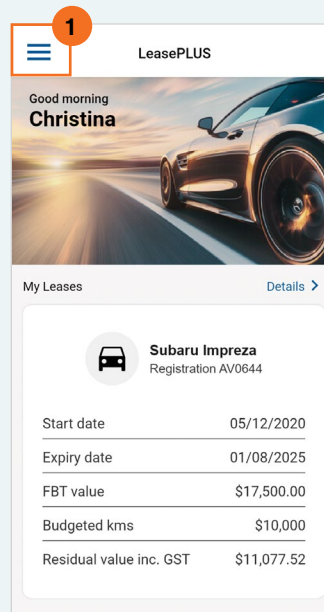 1
LeasePLUS
Good morning
Christina
My Leases
Details >
Subaru Impreza
Registration AV0644
Start date 05/12/2020
Expiry date 01/08/2025
FBT value $17,500.00
Budgeted kms $10,000
Residual value inc. GST $11,077.52